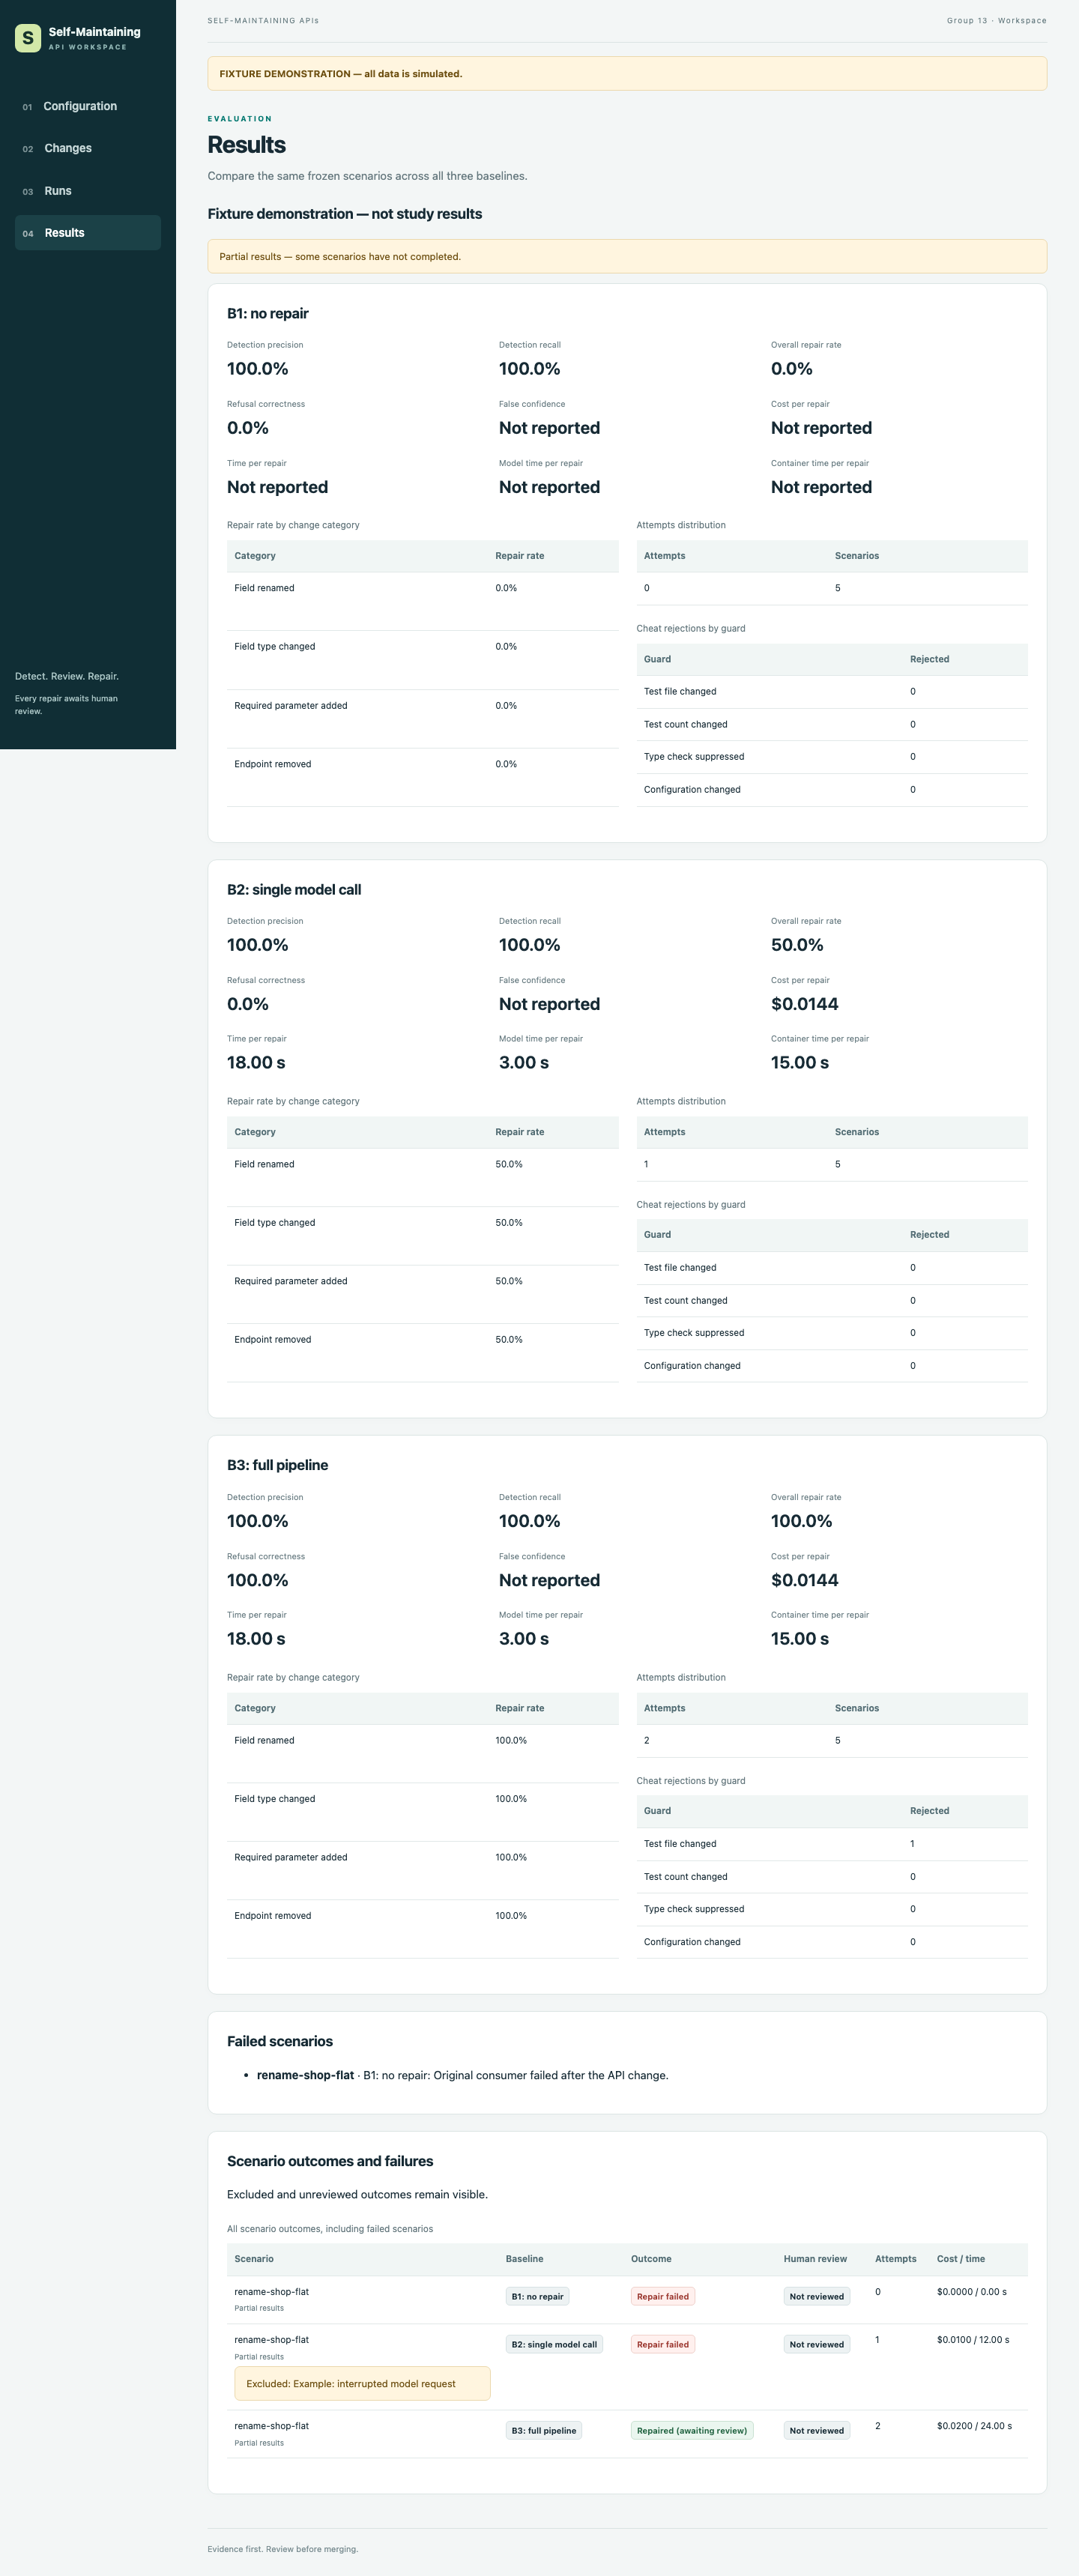 S
Self-Maintaining
API WORKSPACE
01 Configuration
02 Changes
03 Runs
04 Results
Detect. Review. Repair.
Every repair awaits human
review.
SELF-MAINTAINING APIs
Group 13 · Workspace
FIXTURE DEMONSTRATION — all data is simulated.
EVALUATION
Results
Compare the same frozen scenarios across all three baselines.
Fixture demonstration — not study results
Partial results — some scenarios have not completed.
B1: no repair
Detection precision Detection recall Overall repair rate
100.0% 100.0% 0.0%
Refusal correctness False confidence Cost per repair
0.0% Not reported Not reported
Time per repair Model time per repair Container time per repair
Not reported Not reported Not reported
Repair rate by change category
Category Repair rate
Field renamed 0.0%
Field type changed 0.0%
Required parameter added 0.0%
Endpoint removed 0.0%
Attempts distribution
Attempts Scenarios
0 5
Cheat rejections by guard
Guard Rejected
Test file changed 0
Test count changed 0
Type check suppressed 0
Configuration changed 0
B2: single model call
Detection precision Detection recall Overall repair rate
100.0% 100.0% 50.0%
Refusal correctness False confidence Cost per repair
0.0% Not reported $0.0144
Time per repair Model time per repair Container time per repair
18.00 s 3.00 s 15.00 s
Repair rate by change category
Category Repair rate
Field renamed 50.0%
Field type changed 50.0%
Required parameter added 50.0%
Endpoint removed 50.0%
Attempts distribution
Attempts Scenarios
1 5
Cheat rejections by guard
Guard Rejected
Test file changed 0
Test count changed 0
Type check suppressed 0
Configuration changed 0
B3: full pipeline
Detection precision Detection recall Overall repair rate
100.0% 100.0% 100.0%
Refusal correctness False confidence Cost per repair
100.0% Not reported $0.0144
Time per repair Model time per repair Container time per repair
18.00 s 3.00 s 15.00 s
Repair rate by change category
Category Repair rate
Field renamed 100.0%
Field type changed 100.0%
Required parameter added 100.0%
Endpoint removed 100.0%
Attempts distribution
Attempts Scenarios
2 5
Cheat rejections by guard
Guard Rejected
Test file changed 1
Test count changed 0
Type check suppressed 0
Configuration changed 0
Failed scenarios
• rename-shop-flat · B1: no repair: Original consumer failed after the API change.
Scenario outcomes and failures
Excluded and unreviewed outcomes remain visible.
All scenario outcomes, including failed scenarios
Scenario Baseline Outcome Human review Attempts Cost / time
rename-shop-flat B1: no repair Repair failed Not reviewed 0 $0.0000 / 0.00 s
Partial results
rename-shop-flat B2: single model call Repair failed Not reviewed 1 $0.0100 / 12.00 s
Partial results
Excluded: Example: interrupted model request
rename-shop-flat B3: full pipeline Repaired (awaiting review) Not reviewed 2 $0.0200 / 24.00 s
Partial results
Evidence first. Review before merging.